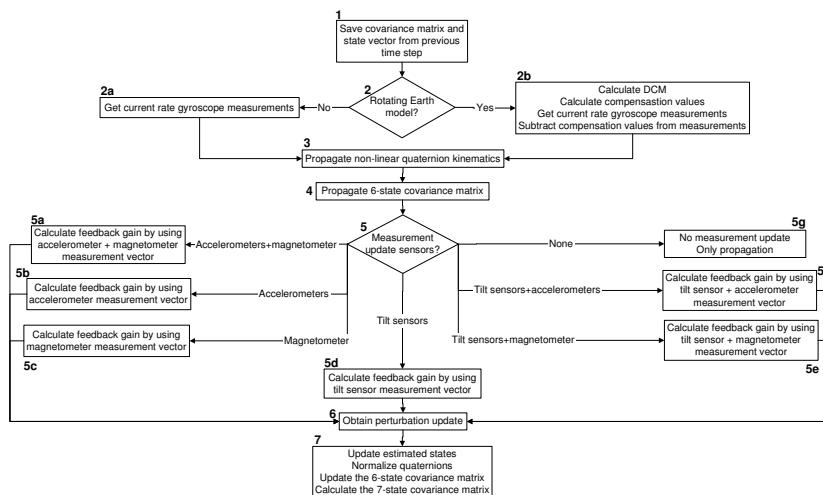 1
Save covariance matrix and
state vector from previous
time step
2a
Get current rate gyroscope measurements
No
2
Rotating Earth
model?
Yes
2b
Calculate DCM
Calculate compensastion values
Get current rate gyroscope measurements
Subtract compensation values from measurements
3
Propagate non-linear quaternion kinematics
4
Propagate 6-state covariance matrix
5
Measurement
update sensors?
5a
Calculate feedback gain by using
accelerometer + magnetometer
measurement vector
Accelerometers+magnetometer
5b
Calculate feedback gain by using
accelerometer measurement vector
Accelerometers
Calculate feedback gain by using
magnetometer measurement vector
5c
Magnetometer
Tilt sensors
5d
Calculate feedback gain by using
tilt sensor measurement vector
None
5g
No measurement update
Only propagation
Tilt sensors+accelerometers
5
Calculate feedback gain by using
tilt sensor + accelerometer
measurement vector
Tilt sensors+magnetometer
Calculate feedback gain by using
tilt sensor + magnetometer
measurement vector
5e
6
Obtain perturbation update
7
Update estimated states
Normalize quaternions
Update the 6-state covariance matrix
Calculate the 7-state covariance matrix